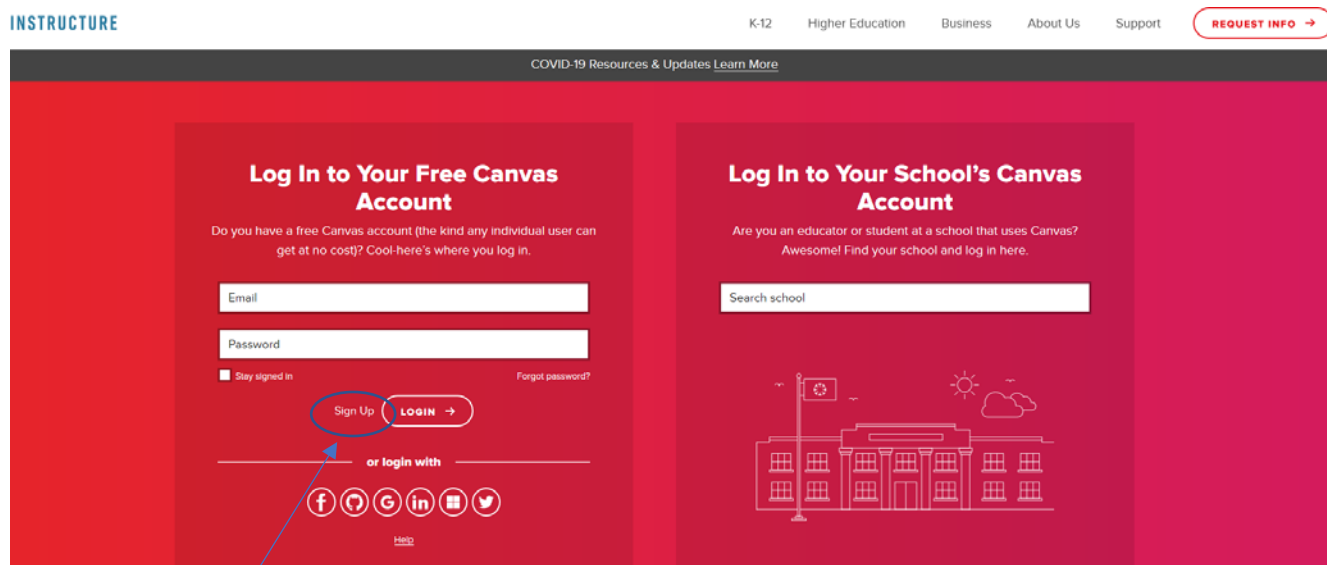 INSTRUCTURE
K-12 Higher Education Business About Us Support REQUEST INFO →
COVID-19 Resources & Updates Learn More
Log In to Your Free Canvas
Account
Do you have a free Canvas account (the kind any individual user can
get at no cost)? Cool-here's where you log in.
Email
Password
Stay signed in Forgot password?
Sign Up LOGIN →
or login with
Help
Log In to Your School's Canvas
Account
Are you an educator or student at a school that uses Canvas?
Awesome! Find your school and log in here.
Search school